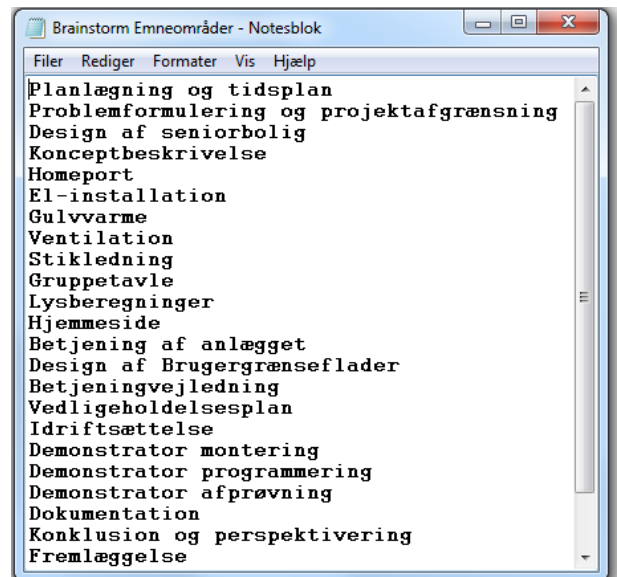 Brainstorm Emneområder - Notesblok
Filer Rediger Formater Vis Hjælp
Planlægning og tidsplan
Problemformulering og projektafgrænsning
Design af seniorbolig
Konceptbeskrivelse
Homeport
El-installation
Gulvvarme
Ventilation
Stikledning
Gruppetavle
Lysberegninger
Hjemmeside
Betjening af anlægget
Design af Brugergrænseflader
Betjeningvejledning
Vedligeholdelsesplan
Idriftsættelse
Demonstrator montering
Demonstrator programmering
Demonstrator afprøvning
Dokumentation
Konklusion og perspektivering
Fremlæggelse